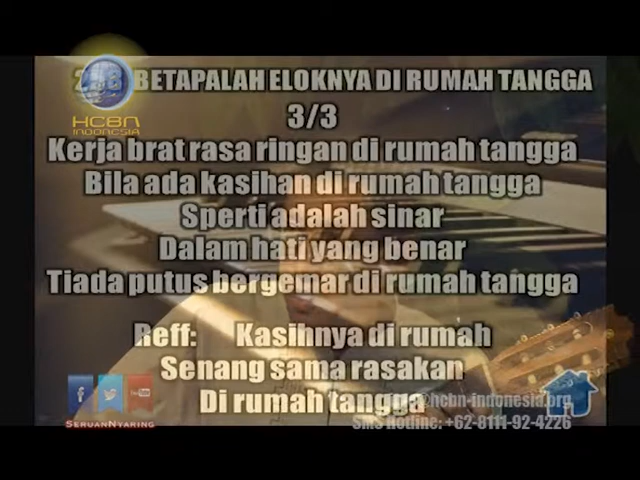 BETAPALAH ELOKNYA DI RUMAH TANGGA
3/3
Kerja brat rasa ringan di rumah tangga
Bila ada kasihan di rumah tangga
Sperti adalah sinar
Dalam hati yang benar
Tiada putus bergemar di rumah tangga
Reff: Kasihnya di rumah
Senang sama rasakan
Di rumah tangga
HCBN
INDONESIA
SERUANNYARING
@hcbn-indonesia.org
SMS Hotline: +62-8111-92-4226